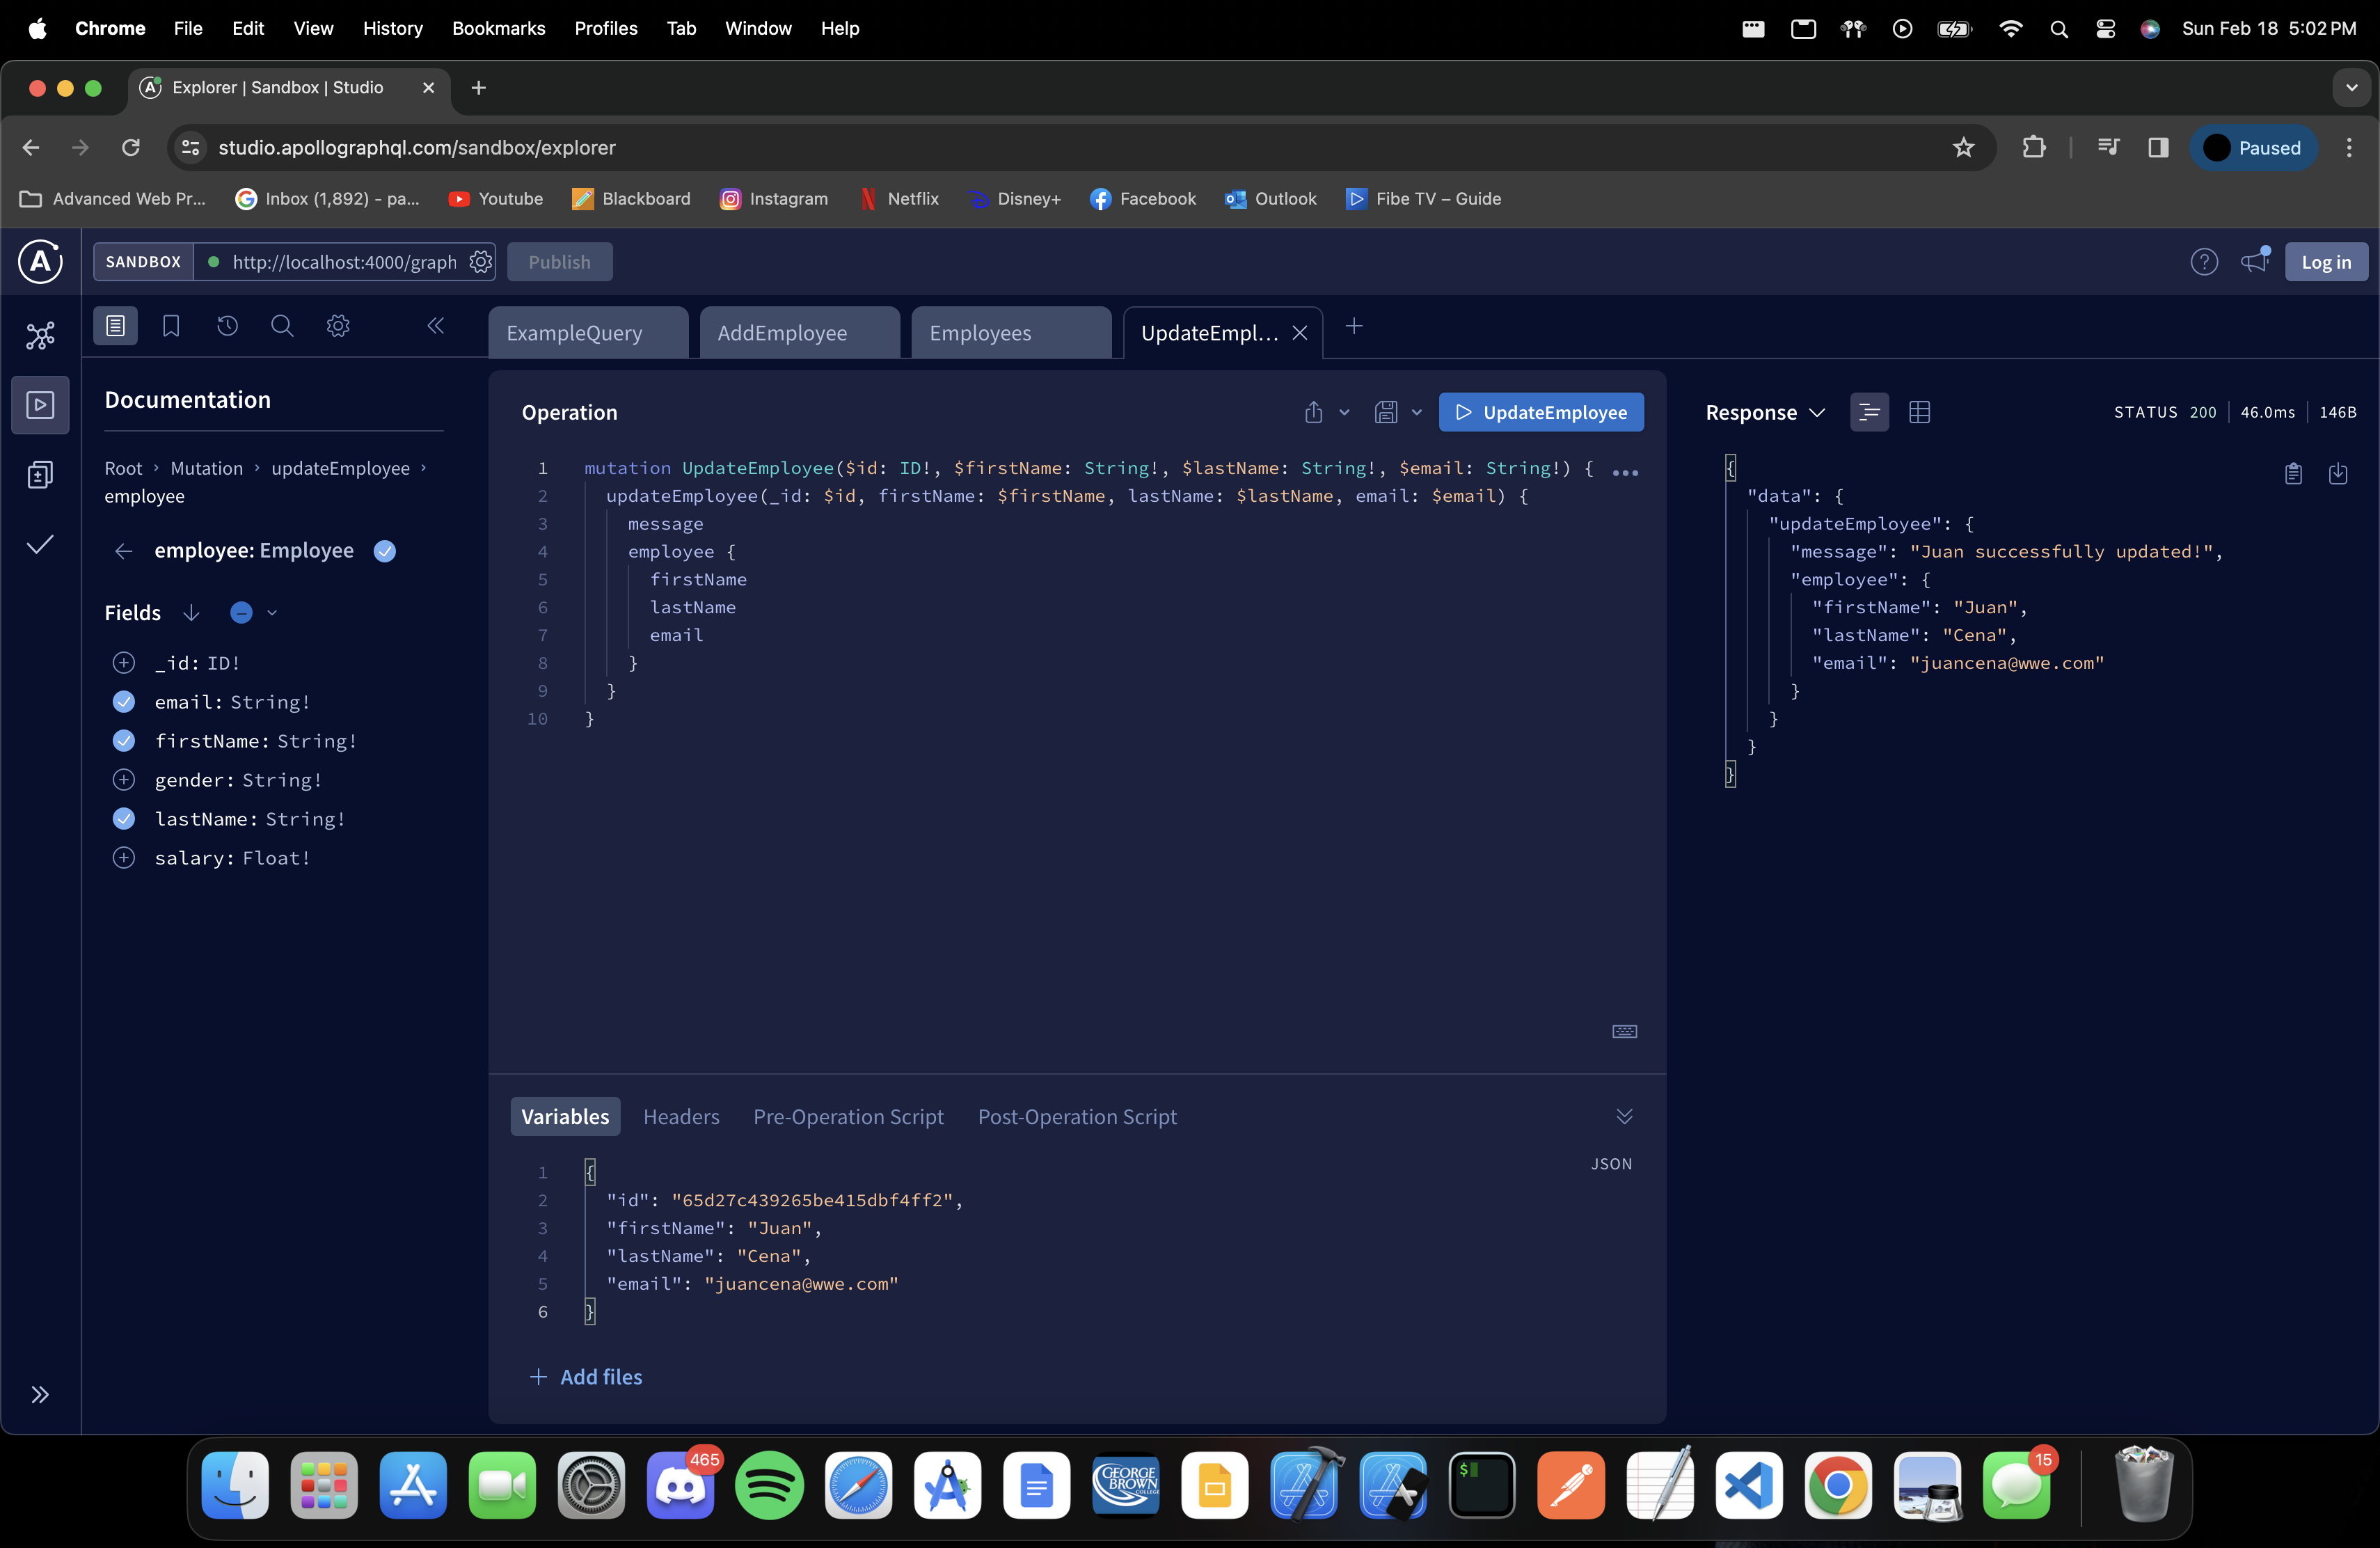 Chrome File Edit View History Bookmarks Profiles Tab Window Help Sun Feb 18 5:02 PM
Explorer | Sandbox | Studio
studio.apollographql.com/sandbox/explorer Paused
Advanced Web Pr... Inbox (1,892) - pa... Youtube Blackboard Instagram Netflix Disney+ Facebook Outlook Fibe TV – Guide
SANDBOX http://localhost:4000/graph Publish Log in
ExampleQuery AddEmployee Employees UpdateEmpl...
Documentation
Root › Mutation › updateEmployee ›
employee
employee: Employee
Fields
_id: ID!
email: String!
firstName: String!
gender: String!
lastName: String!
salary: Float!
Operation UpdateEmployee
1 mutation UpdateEmployee($id: ID!, $firstName: String!, $lastName: String!, $email: String!) {
2 updateEmployee(_id: $id, firstName: $firstName, lastName: $lastName, email: $email) {
3 message
4 employee {
5 firstName
6 lastName
7 email
8 }
9 }
10 }
Variables Headers Pre-Operation Script Post-Operation Script
JSON
1 {
2 "id": "65d27c439265be415dbf4ff2",
3 "firstName": "Juan",
4 "lastName": "Cena",
5 "email": "juancena@wwe.com"
6 }
+ Add files
Response STATUS 200 46.0ms 146B
{
"data": {
"updateEmployee": {
"message": "Juan successfully updated!",
"employee": {
"firstName": "Juan",
"lastName": "Cena",
"email": "juancena@wwe.com"
}
}
}
}
465
GEORGE
BROWN
COLLEGE
$
15